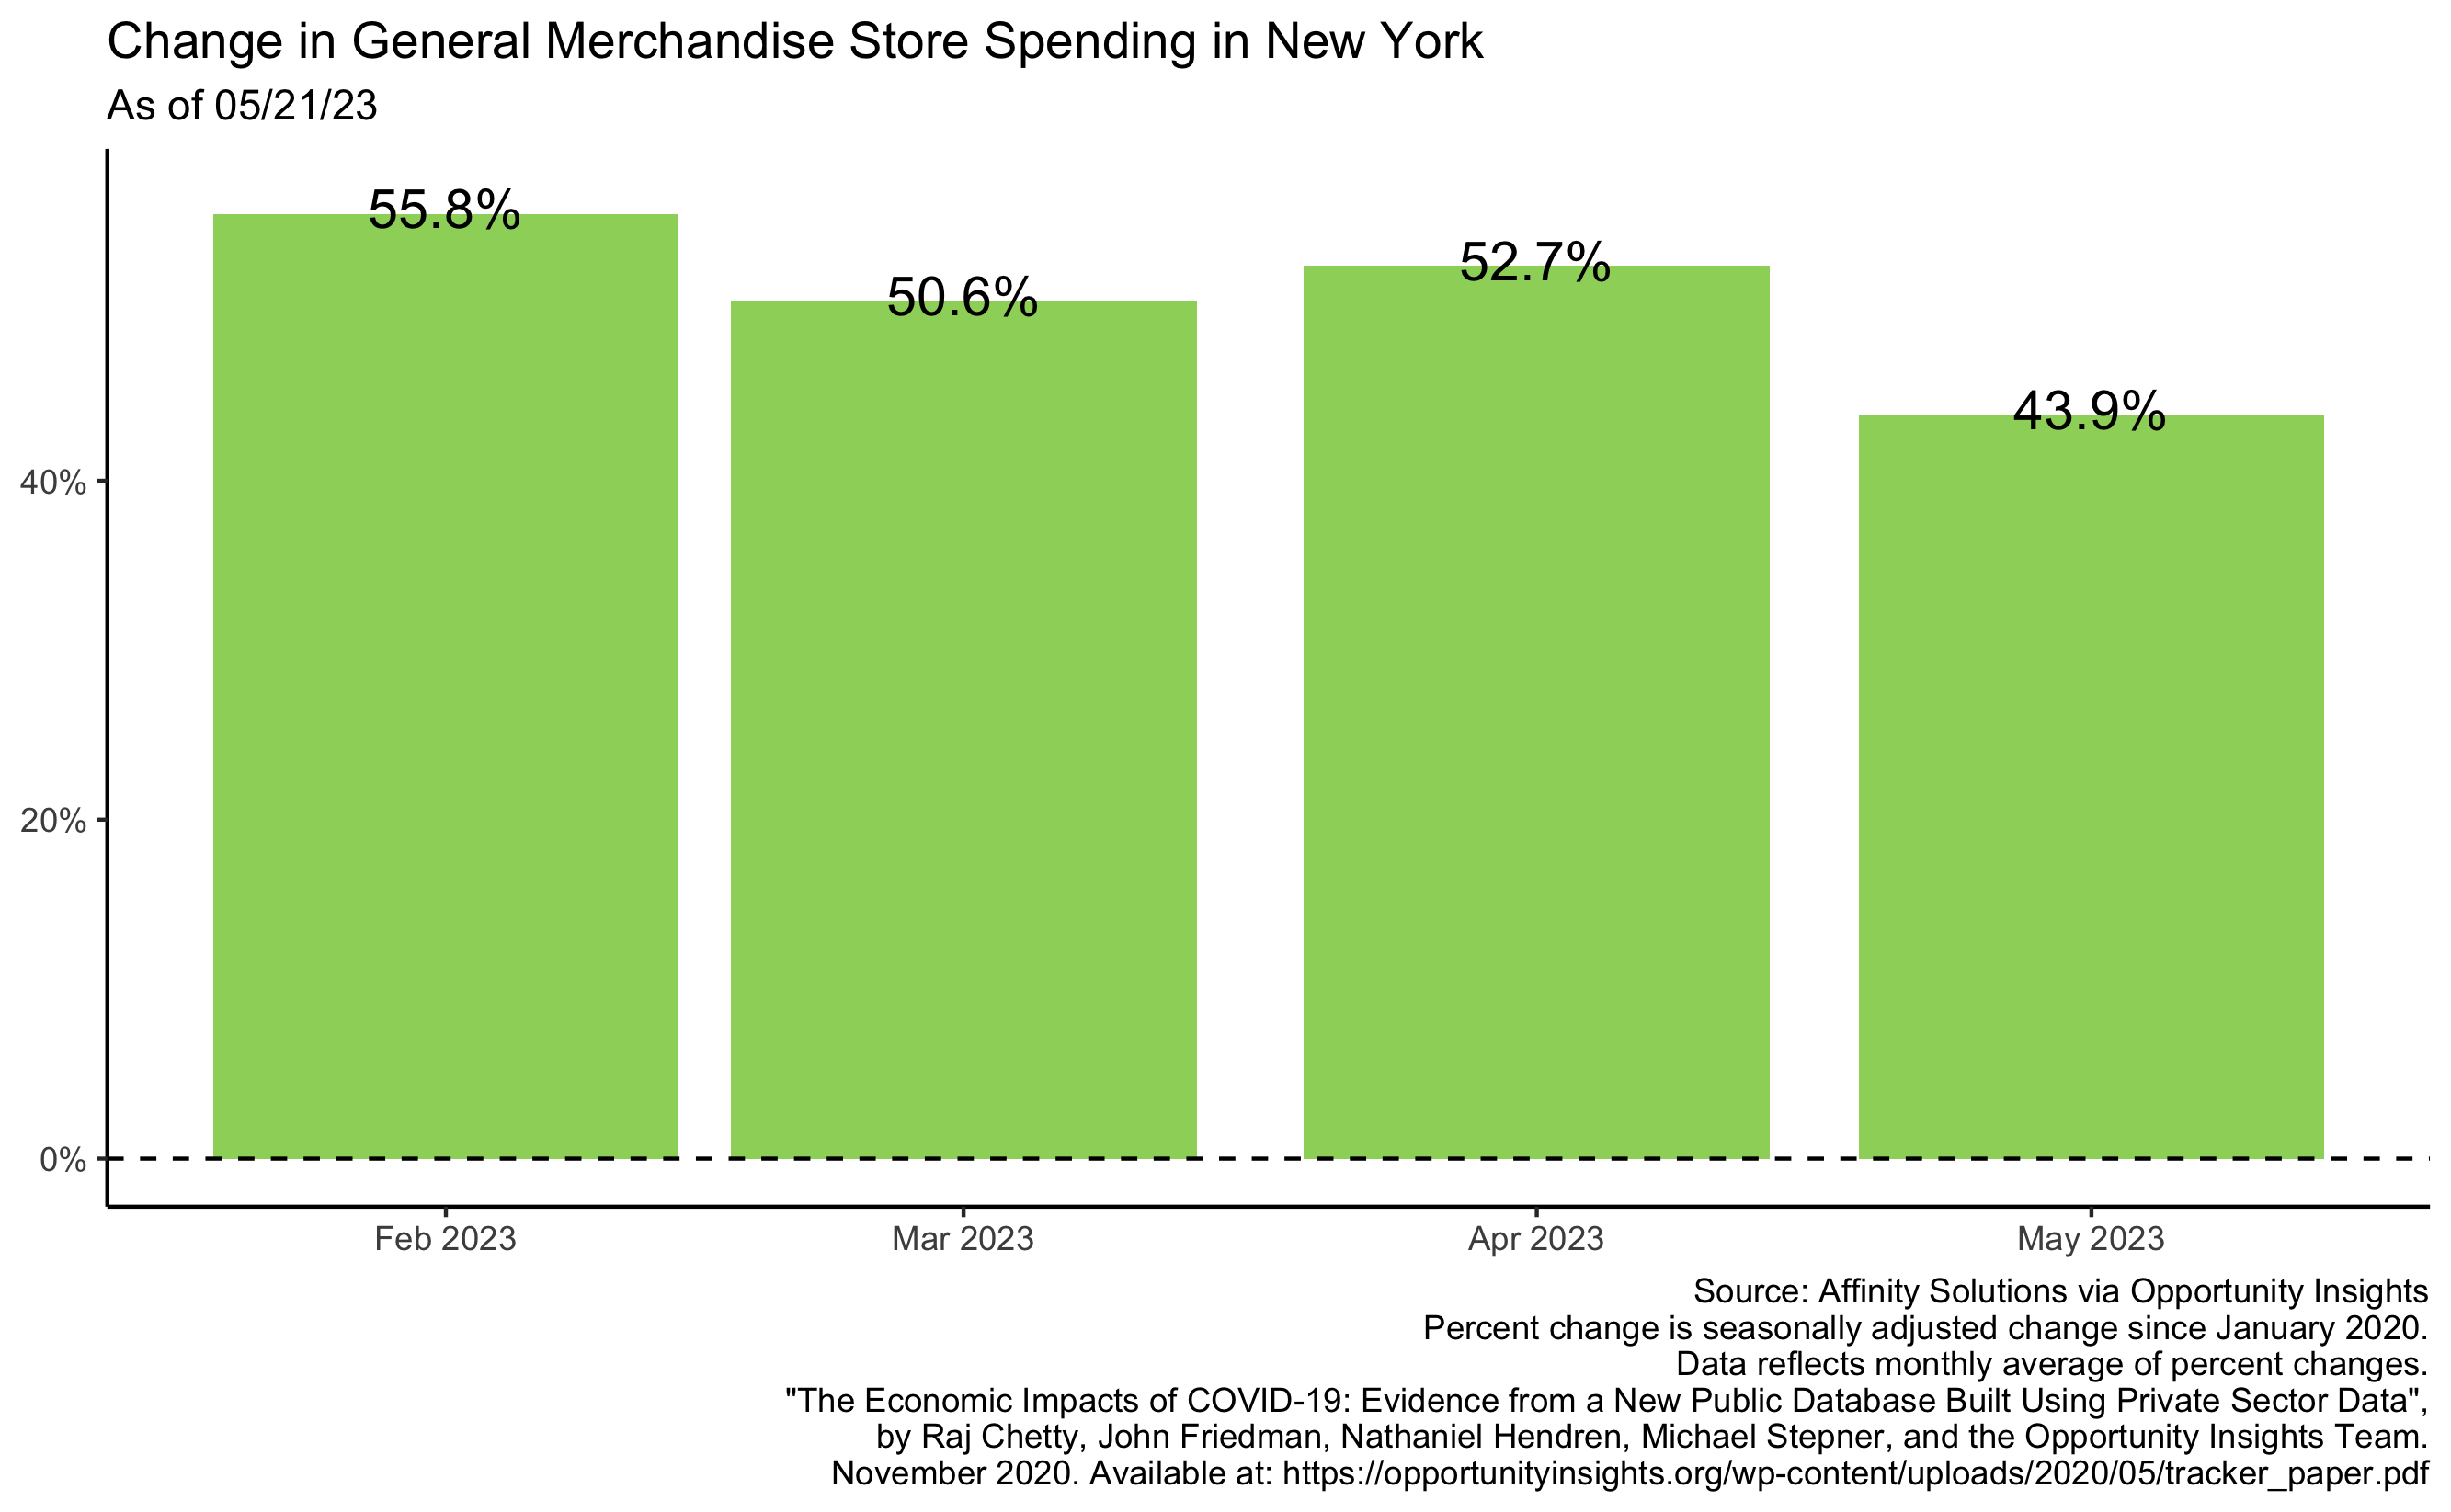 Change in General Merchandise Store Spending in New York
As of 05/21/23
55.8%
50.6%
52.7%
43.9%
40%
20%
0%
Feb 2023
Mar 2023
Apr 2023
May 2023
Source: Affinity Solutions via Opportunity Insights
Percent change is seasonally adjusted change since January 2020.
Data reflects monthly average of percent changes.
"The Economic Impacts of COVID-19: Evidence from a New Public Database Built Using Private Sector Data",
by Raj Chetty, John Friedman, Nathaniel Hendren, Michael Stepner, and the Opportunity Insights Team.
November 2020. Available at: https://opportunityinsights.org/wp-content/uploads/2020/05/tracker_paper.pdf